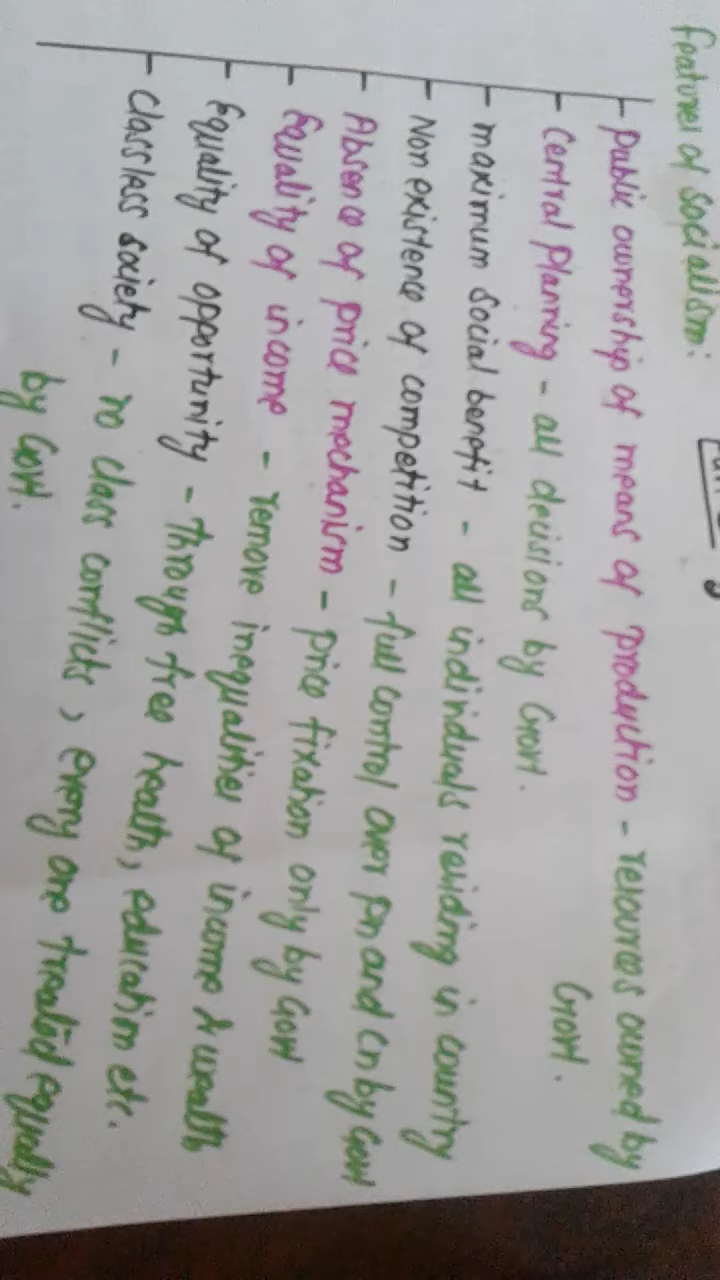 Features of Socialism:
Public ownership of means of production - resources owned by
Govt.
Central Planning - all decisions by Govt.
maximum social benefit - all individuals residing in country
Non existence of competition - full control over pn and cn by Govt
Absence of price mechanism - price fixation only by Govt
Equality of income - remove inequalities of income & wealth
Equality of opportunity - Through free health, education etc.
Classless society - no class conflicts, every one treated equally
by Govt.